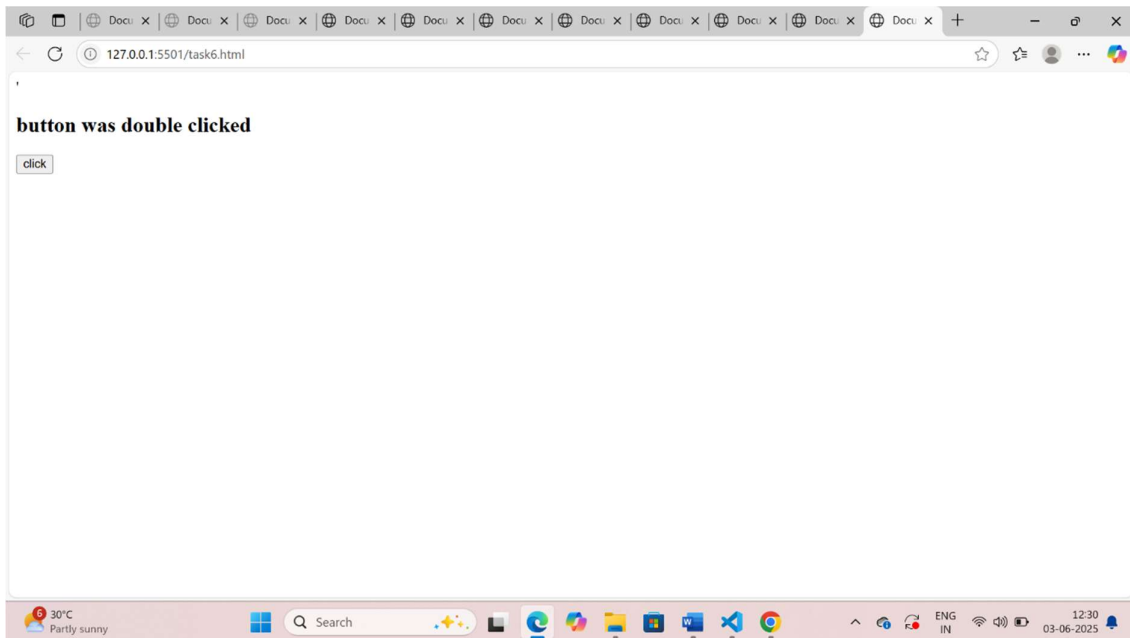 Docu Docu Docu Docu Docu Docu Docu Docu Docu Docu Docu
127.0.0.1:5501/task6.html
,
button was double clicked
click
6
30°C
Partly sunny
Search
ENG
IN
12:30
03-06-2025